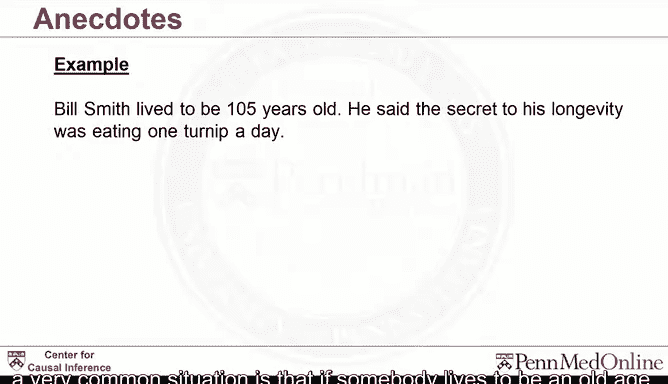 Anecdotes
Example
Bill Smith lived to be 105 years old. He said the secret to his longevity
was eating one turnip a day.
Perelman
Center for
Causal Inference
PennMedOnline
a very common situation is that if somebody lives to be an old age